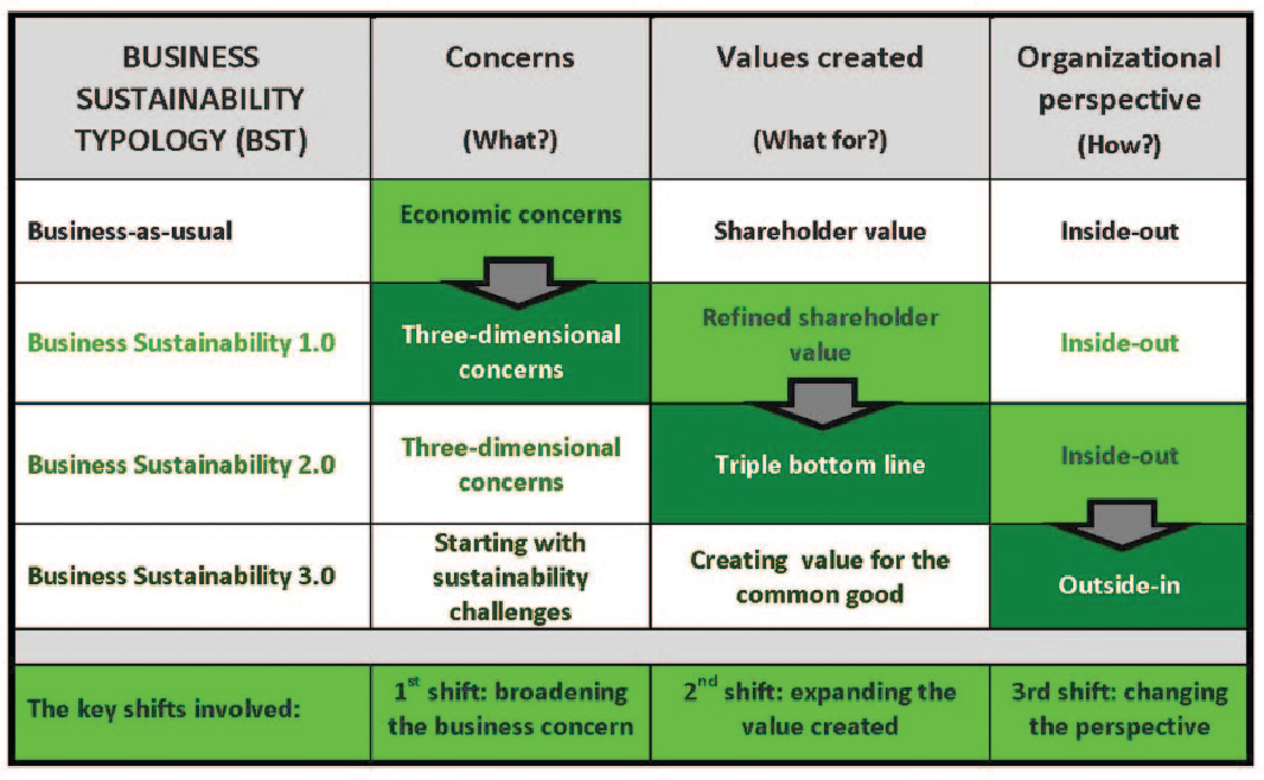 BUSINESS
SUSTAINABILITY
TYPOLOGY (BST)
Concerns
(What?)
Values created
(What for?)
Organizational
perspective
(How?)
Business-as-usual
Economic concerns
Shareholder value
Inside-out
Business Sustainability 1.0
Three-dimensional
concerns
Refined shareholder
value
Inside-out
Business Sustainability 2.0
Three-dimensional
concerns
Triple bottom line
Inside-out
Business Sustainability 3.0
Starting with
sustainability
challenges
Creating value for the
common good
Outside-in
The key shifts involved:
1st shift: broadening
the business concern
2nd shift: expanding the
value created
3rd shift: changing
the perspective